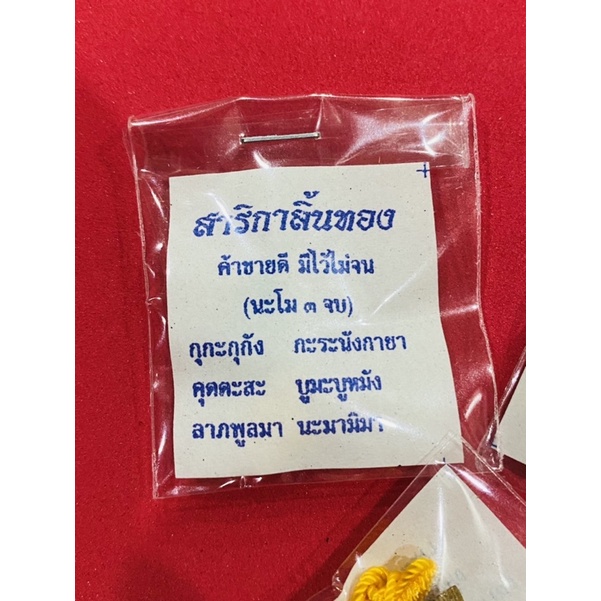 สาริกาลิ้นทอง
ค้าขายดี มีไว้ไม่จน
(นะโม ๓ จบ)
กุกะกุกัง ภะระนังกายา
คุตตะสะ บูมะบูหมัง
ลาภพูลมา นะมามิมา